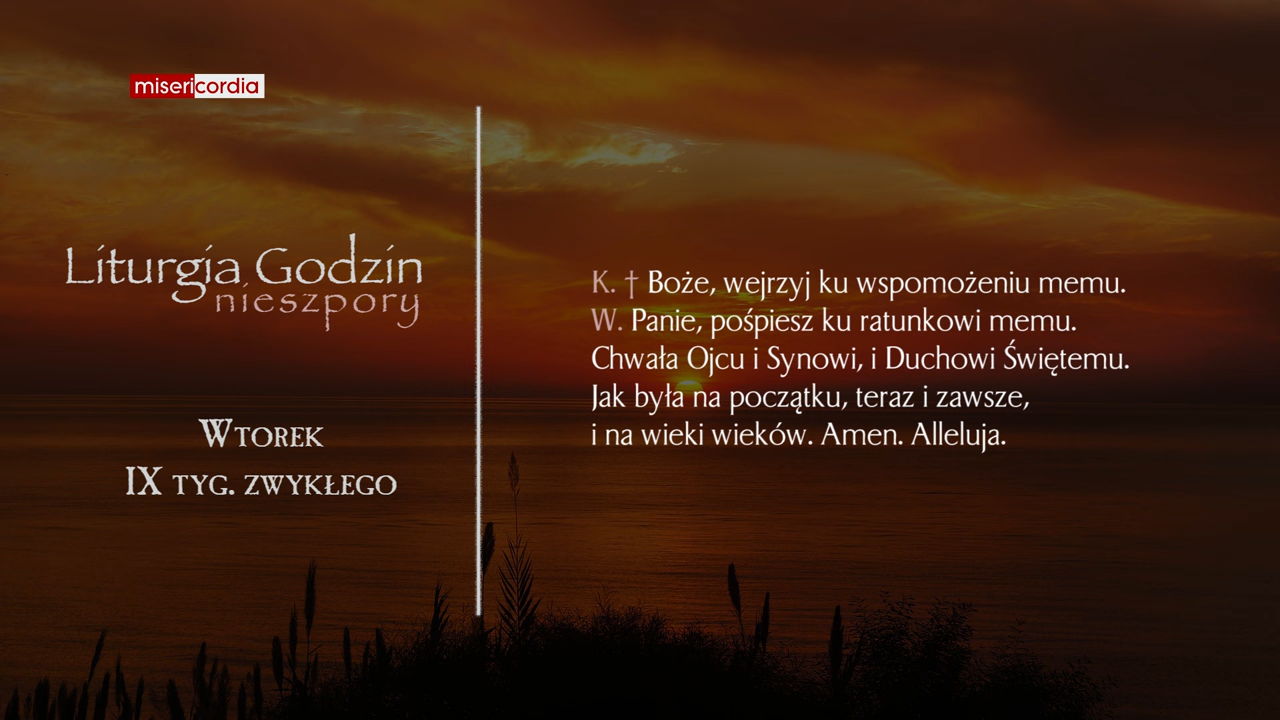 misericordia
Liturgia Godzin
nieszpory
Wtorek
IX tyg. zwykłego
K. † Boże, wejrzyj ku wspomożeniu memu.
W. Panie, pośpiesz ku ratunkowi memu.
Chwała Ojcu i Synowi, i Duchowi Świętemu.
Jak była na początku, teraz i zawsze,
i na wieki wieków. Amen. Alleluja.